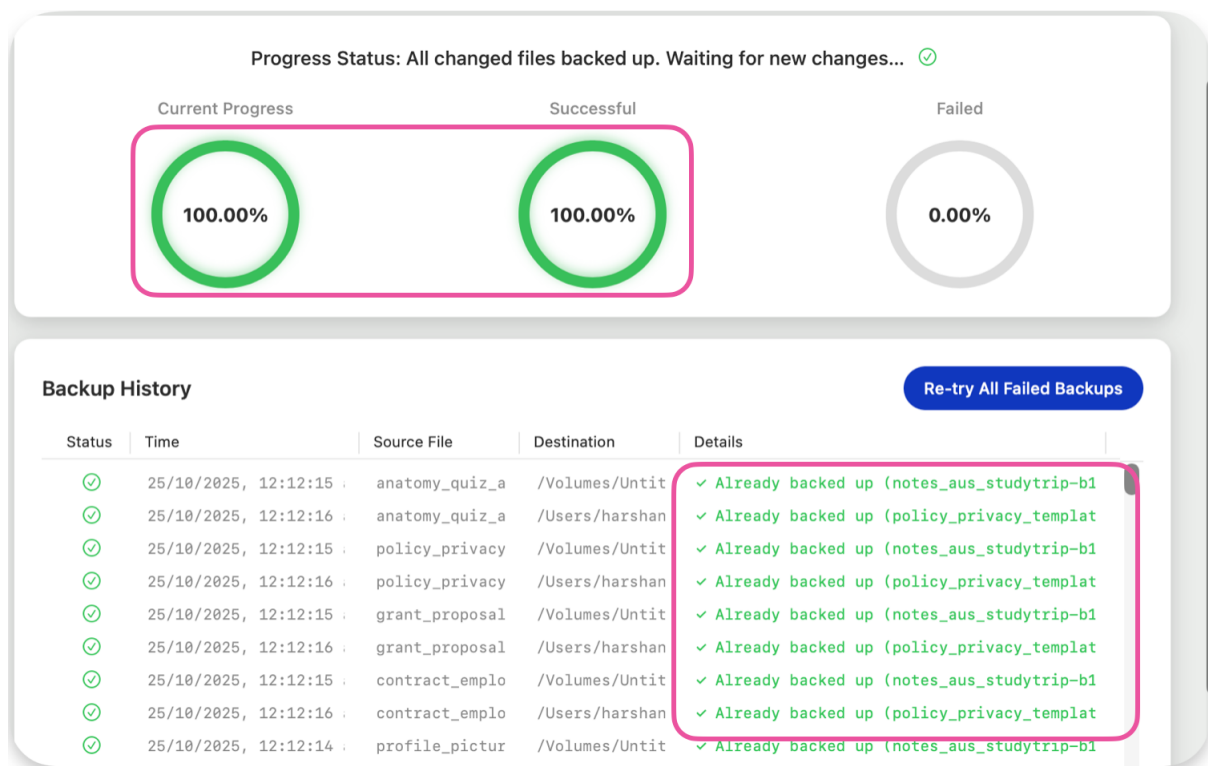 Progress Status: All changed files backed up. Waiting for new changes...
Current Progress Successful Failed
100.00% 100.00% 0.00%
Backup History Re-try All Failed Backups
Status Time Source File Destination Details
25/10/2025, 12:12:15 anatomy_quiz_a /Volumes/Untit ✓ Already backed up (notes_aus_studytrip-b1
25/10/2025, 12:12:16 anatomy_quiz_a /Users/harshan ✓ Already backed up (policy_privacy_templat
25/10/2025, 12:12:15 policy_privacy /Volumes/Untit ✓ Already backed up (notes_aus_studytrip-b1
25/10/2025, 12:12:16 policy_privacy /Users/harshan ✓ Already backed up (policy_privacy_templat
25/10/2025, 12:12:15 grant_proposal /Volumes/Untit ✓ Already backed up (notes_aus_studytrip-b1
25/10/2025, 12:12:16 grant_proposal /Users/harshan ✓ Already backed up (policy_privacy_templat
25/10/2025, 12:12:15 contract_emplo /Volumes/Untit ✓ Already backed up (notes_aus_studytrip-b1
25/10/2025, 12:12:16 contract_emplo /Users/harshan ✓ Already backed up (policy_privacy_templat
25/10/2025, 12:12:14 profile_pictur /Volumes/Untit ✓ Already backed up (notes_aus_studytrip-b1